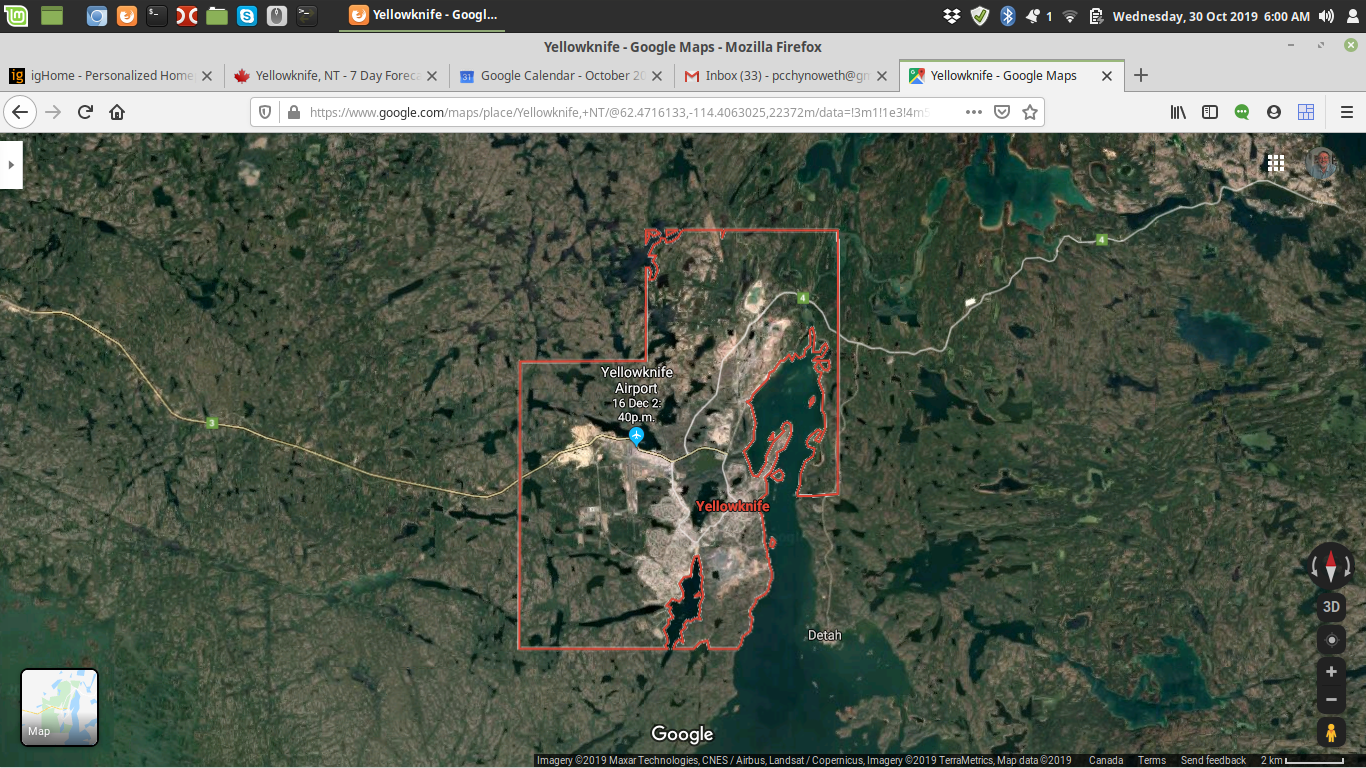 Yellowknife - Googl...
1
Wednesday, 30 Oct 2019 6:00 AM
Yellowknife - Google Maps - Mozilla Firefox
igHome - Personalized Home
Yellowknife, NT - 7 Day Foreca
Google Calendar - October 20
Inbox (33) - pcchynoweth@gm
Yellowknife - Google Maps
https://www.google.com/maps/place/Yellowknife,+NT/@62.4716133,-114.4063025,22372m/data=!3m1!1e3!4m5
4
4
3
Yellowknife
Airport
16 Dec 2:
40p.m.
Yellowknife
Detah
3D
Map
Google
Imagery ©2019 Maxar Technologies, CNES / Airbus, Landsat / Copernicus, Imagery ©2019 TerraMetrics, Map data ©2019 Canada Terms Send feedback 2 km